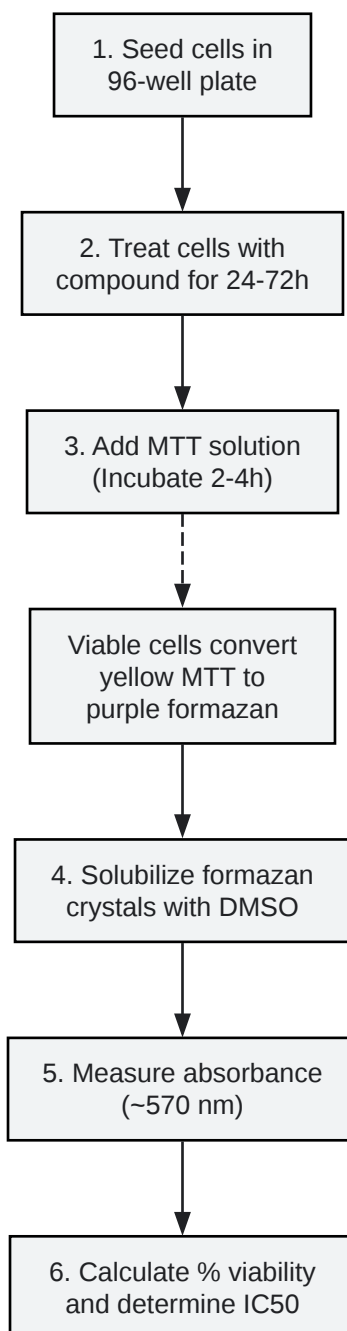 1. Seed cells in
96-well plate
2. Treat cells with
compound for 24-72h
3. Add MTT solution
(Incubate 2-4h)
Viable cells convert
yellow MTT to
purple formazan
4. Solubilize formazan
crystals with DMSO
5. Measure absorbance
(~570 nm)
6. Calculate % viability
and determine IC50